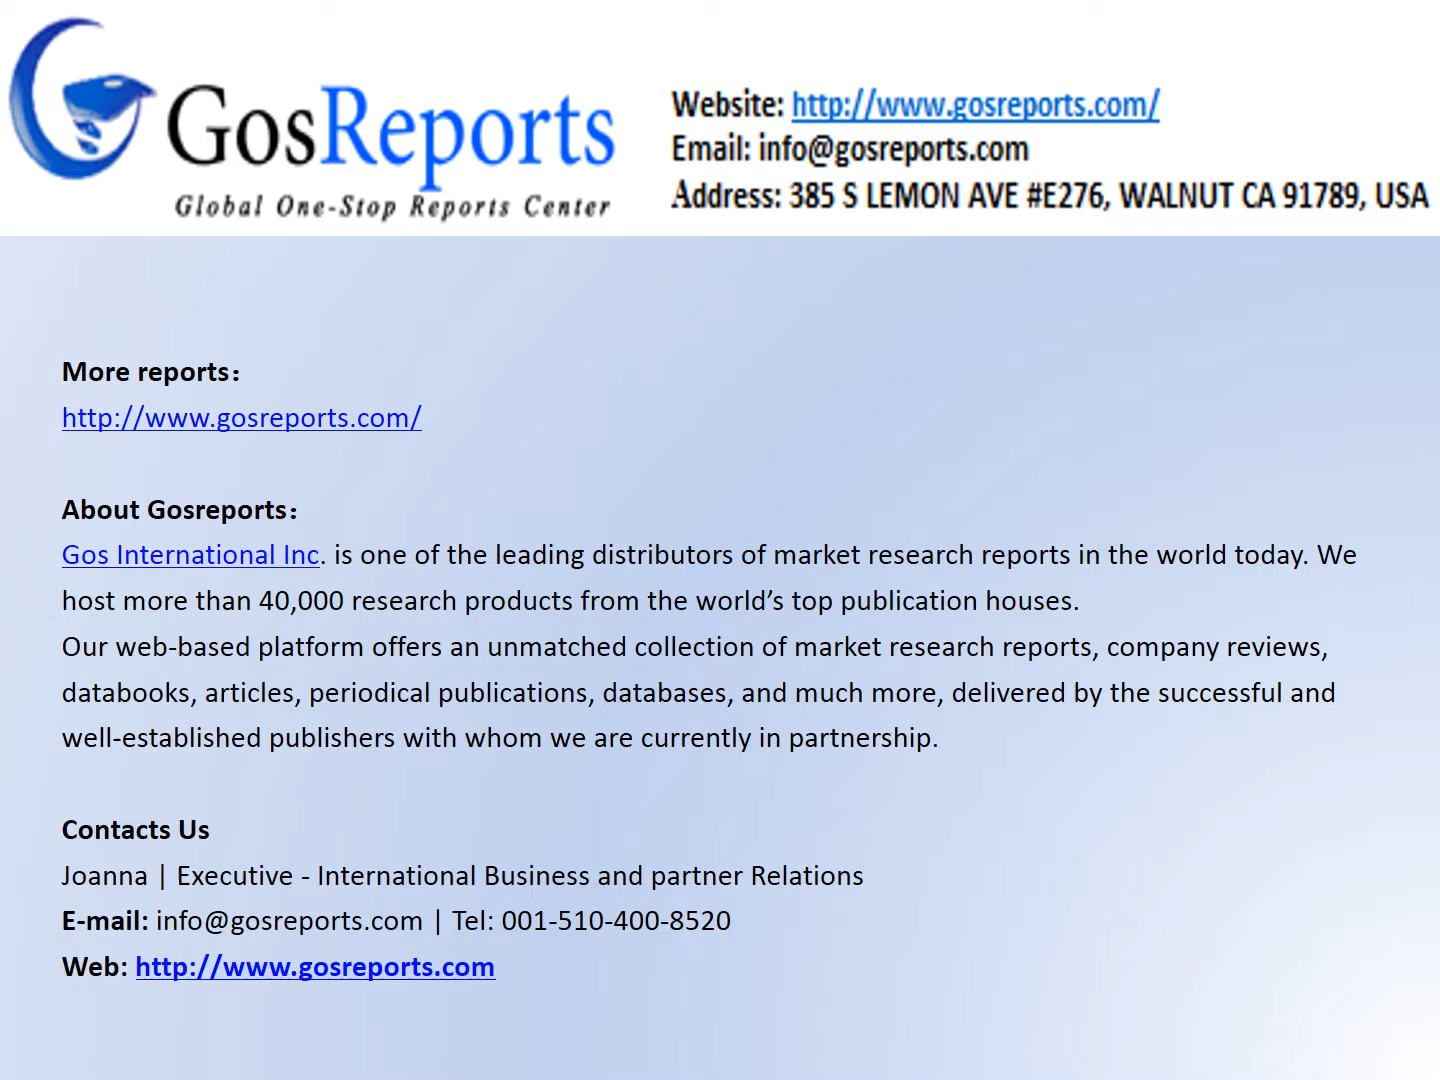 GosReports
Global One-Stop Reports Center
Website: http://www.gosreports.com/
Email: info@gosreports.com
Address: 385 S LEMON AVE #E276, WALNUT CA 91789, USA
More reports：
http://www.gosreports.com/
About Gosreports：
Gos International Inc. is one of the leading distributors of market research reports in the world today. We
host more than 40,000 research products from the world’s top publication houses.
Our web-based platform offers an unmatched collection of market research reports, company reviews,
databooks, articles, periodical publications, databases, and much more, delivered by the successful and
well-established publishers with whom we are currently in partnership.
Contacts Us
Joanna | Executive - International Business and partner Relations
E-mail: info@gosreports.com | Tel: 001-510-400-8520
Web: http://www.gosreports.com